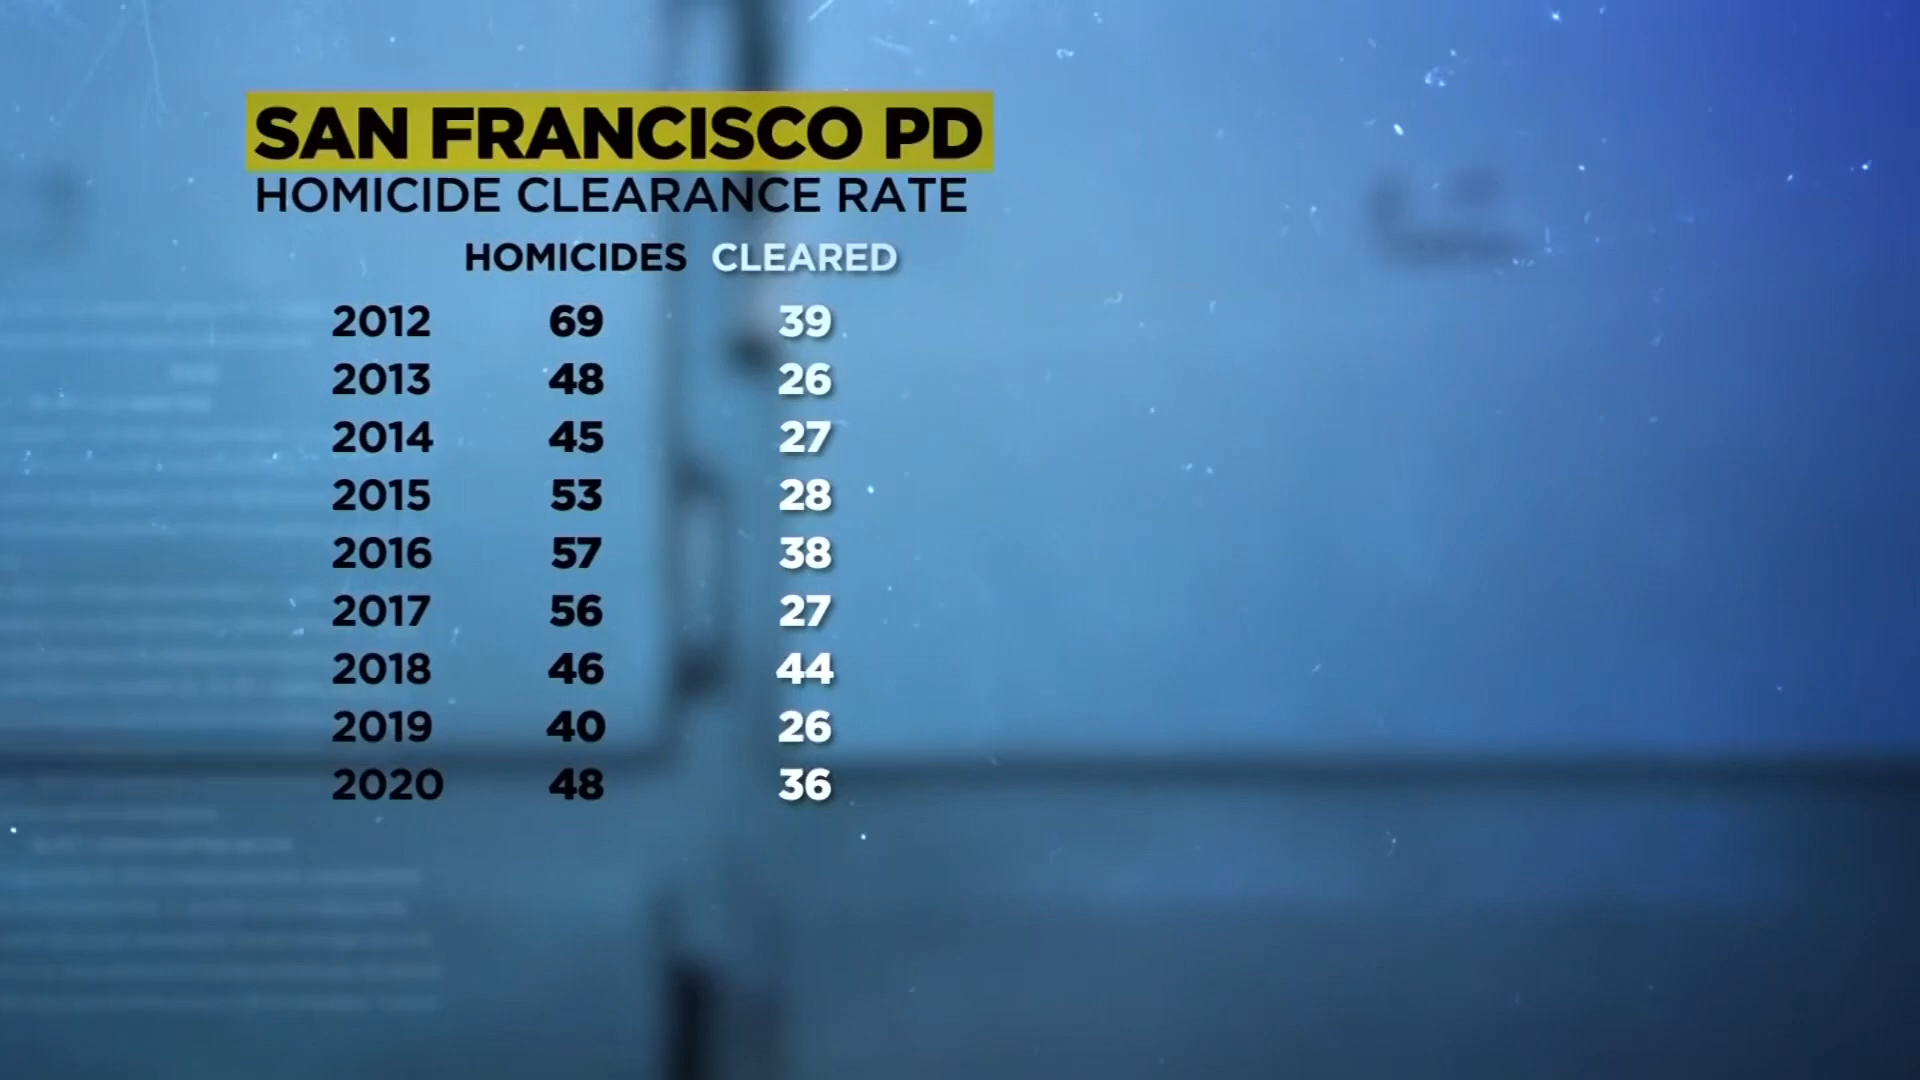 SAN FRANCISCO PD
HOMICIDE CLEARANCE RATE
HOMICIDES CLEARED
2012 69 39
2013 48 26
2014 45 27
2015 53 28
2016 57 38
2017 56 27
2018 46 44
2019 40 26
2020 48 36